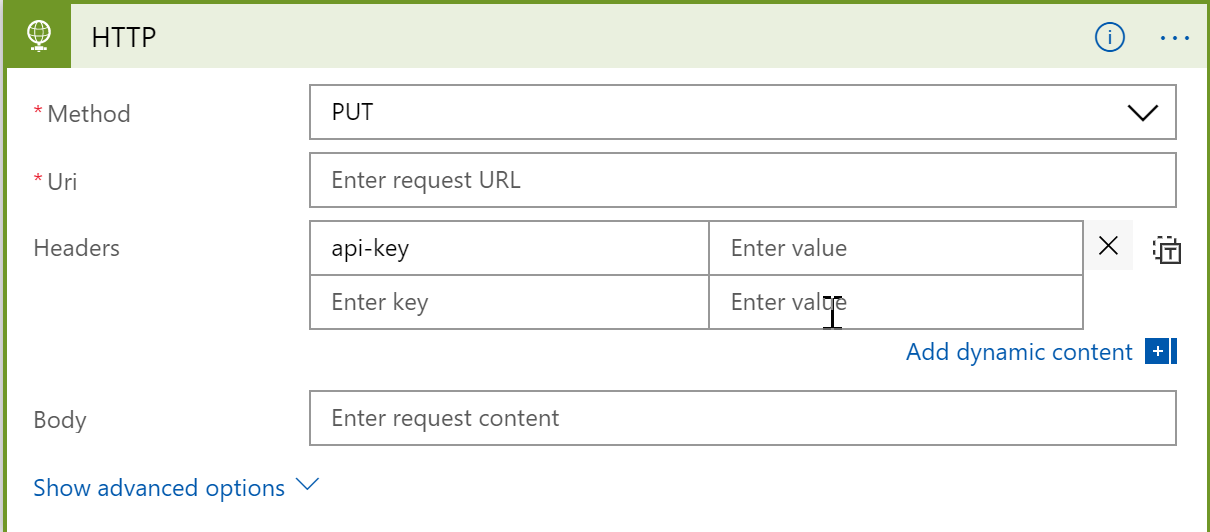 HTTP
* Method PUT
* Uri Enter request URL
Headers api-key Enter value
Enter key Enter value
Add dynamic content
Body Enter request content
Show advanced options